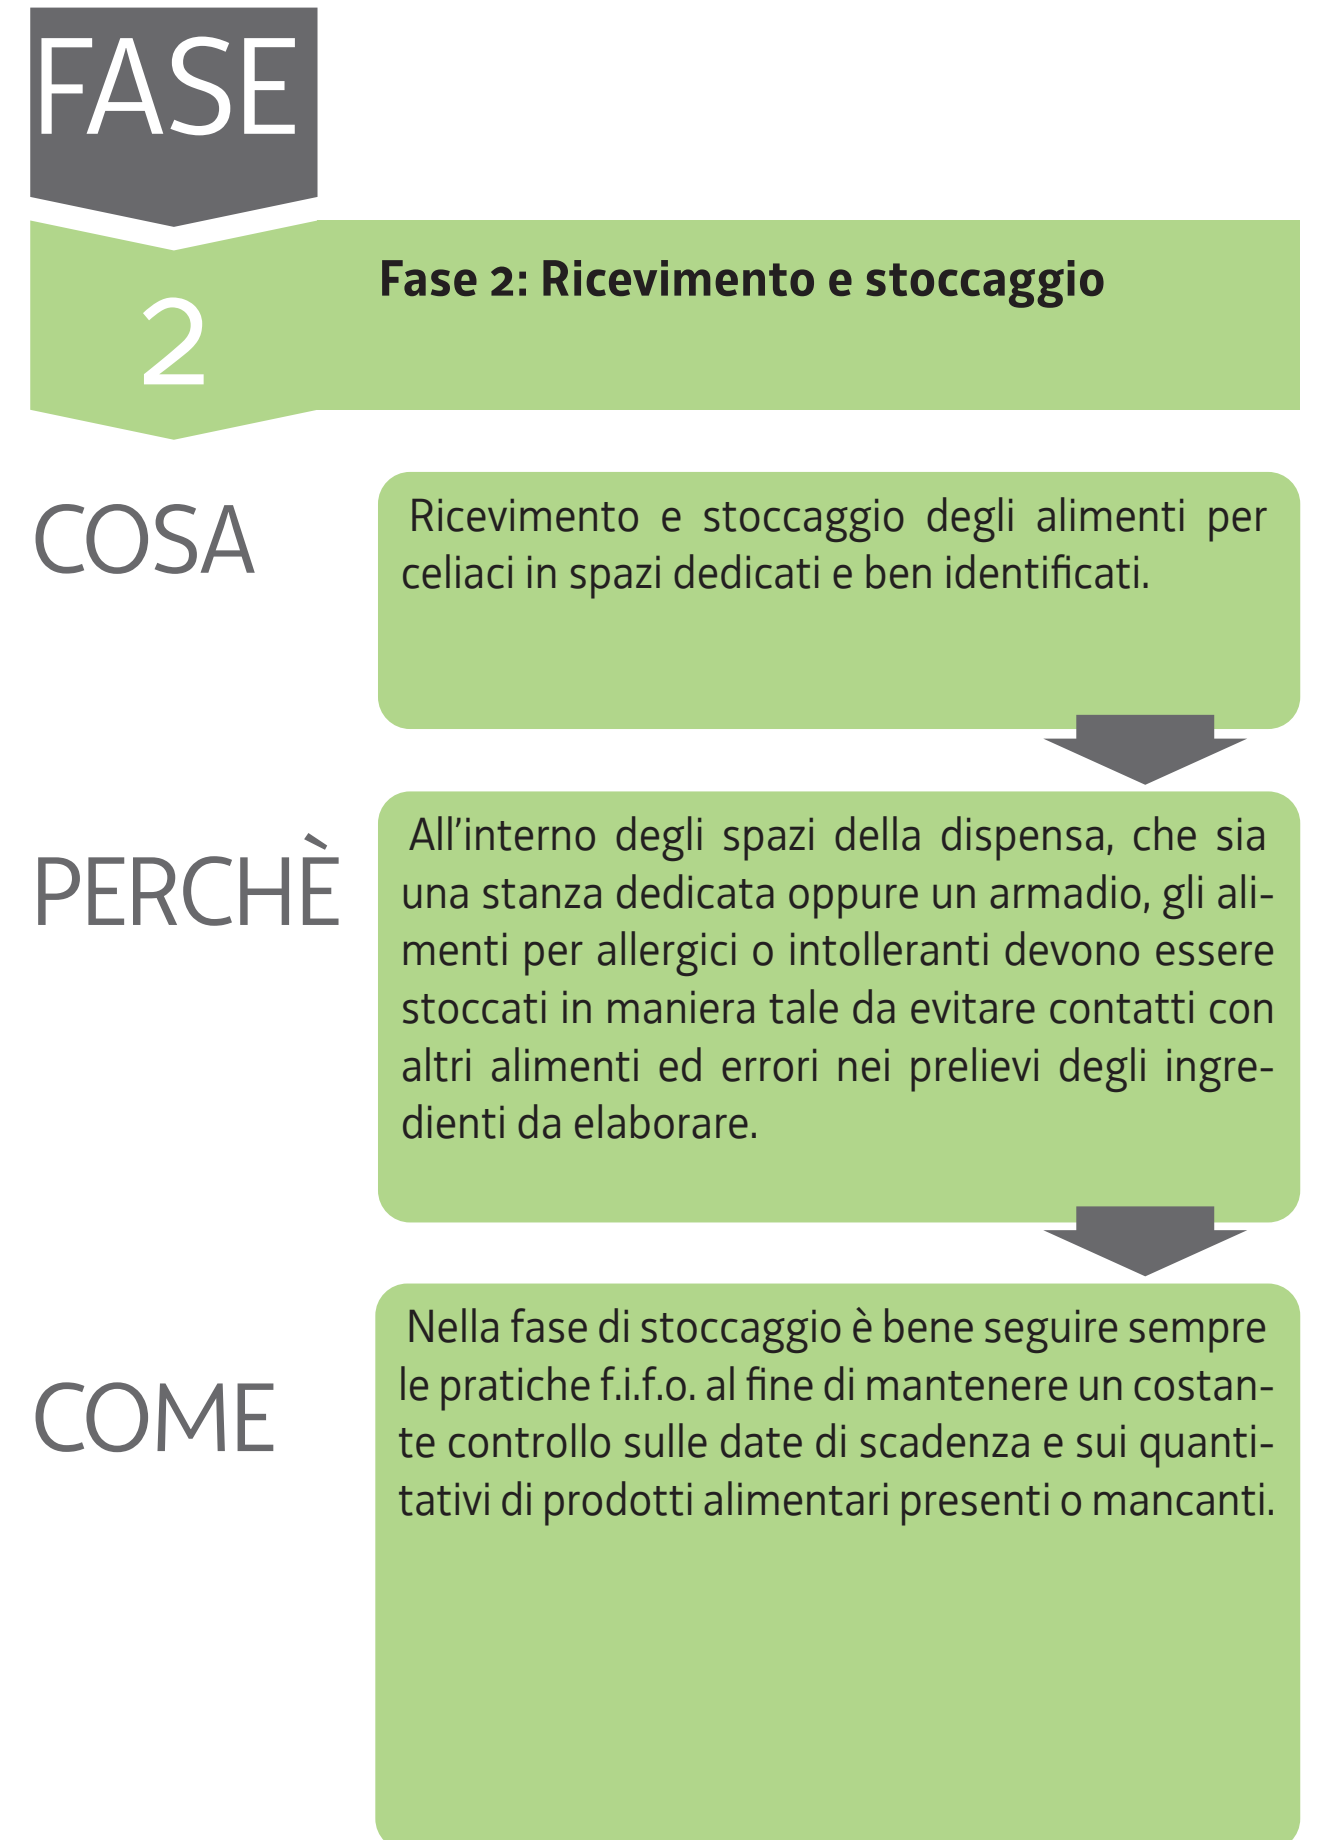 FASE
2
Fase 2: Ricevimento e stoccaggio
COSA
Ricevimento e stoccaggio degli alimenti per
celiaci in spazi dedicati e ben identificati.
PERCHÈ
All'interno degli spazi della dispensa, che sia
una stanza dedicata oppure un armadio, gli ali-
menti per allergici o intolleranti devono essere
stoccati in maniera tale da evitare contatti con
altri alimenti ed errori nei prelievi degli ingre-
dienti da elaborare.
COME
Nella fase di stoccaggio è bene seguire sempre
le pratiche f.i.f.o. al fine di mantenere un costan-
te controllo sulle date di scadenza e sui quanti-
tativi di prodotti alimentari presenti o mancanti.